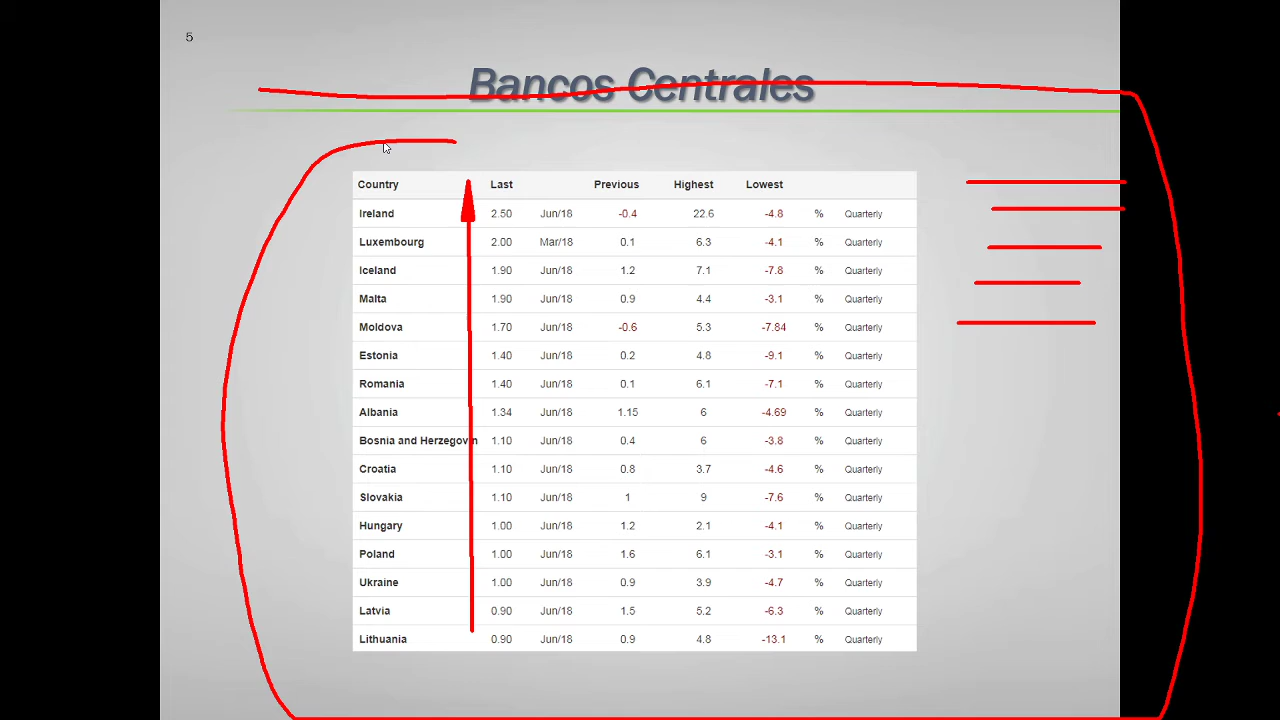 5
Bancos Centrales
Country Last Previous Highest Lowest
Ireland 2.50 Jun/18 -0.4 22.6 -4.8 % Quarterly
Luxembourg 2.00 Mar/18 0.1 6.3 -4.1 % Quarterly
Iceland 1.90 Jun/18 1.2 7.1 -7.8 % Quarterly
Malta 1.90 Jun/18 0.9 4.4 -3.1 % Quarterly
Moldova 1.70 Jun/18 -0.6 5.3 -7.84 % Quarterly
Estonia 1.40 Jun/18 0.2 4.8 -9.1 % Quarterly
Romania 1.40 Jun/18 0.1 6.1 -7.1 % Quarterly
Albania 1.34 Jun/18 1.15 6 -4.69 % Quarterly
Bosnia and Herzegovin 1.10 Jun/18 0.4 6 -3.8 % Quarterly
Croatia 1.10 Jun/18 0.8 3.7 -4.6 % Quarterly
Slovakia 1.10 Jun/18 1 9 -7.6 % Quarterly
Hungary 1.00 Jun/18 1.2 2.1 -4.1 % Quarterly
Poland 1.00 Jun/18 1.6 6.1 -3.1 % Quarterly
Ukraine 1.00 Jun/18 0.9 3.9 -4.7 % Quarterly
Latvia 0.90 Jun/18 1.5 5.2 -6.3 % Quarterly
Lithuania 0.90 Jun/18 0.9 4.8 -13.1 % Quarterly